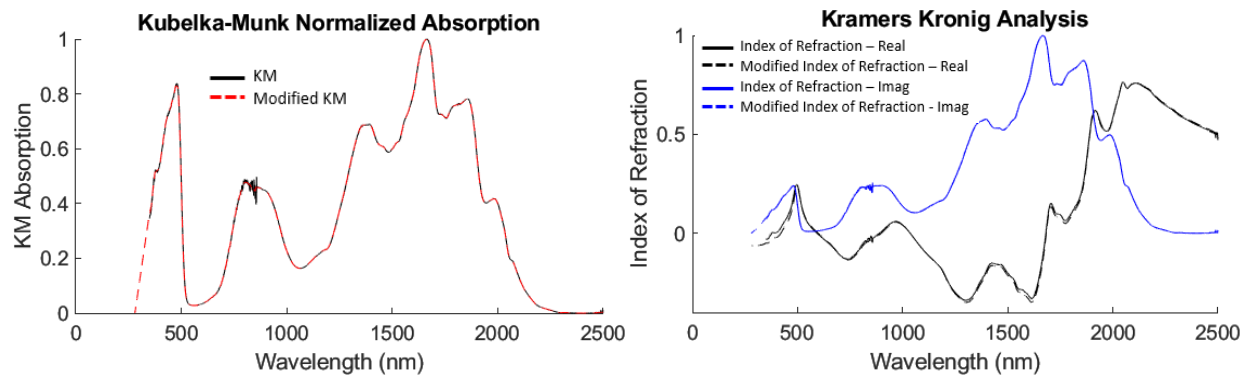 Kubelka-Munk Normalized Absorption
KM Absorption
1
0.8
0.6
0.4
0.2
0
KM
Modified KM
0
500
1000
1500
2000
2500
Wavelength (nm)
Kramers Kronig Analysis
Index of Refraction
1
0.5
0
Index of Refraction – Real
Modified Index of Refraction – Real
Index of Refraction – Imag
Modified Index of Refraction - Imag
0
500
1000
1500
2000
2500
Wavelength (nm)